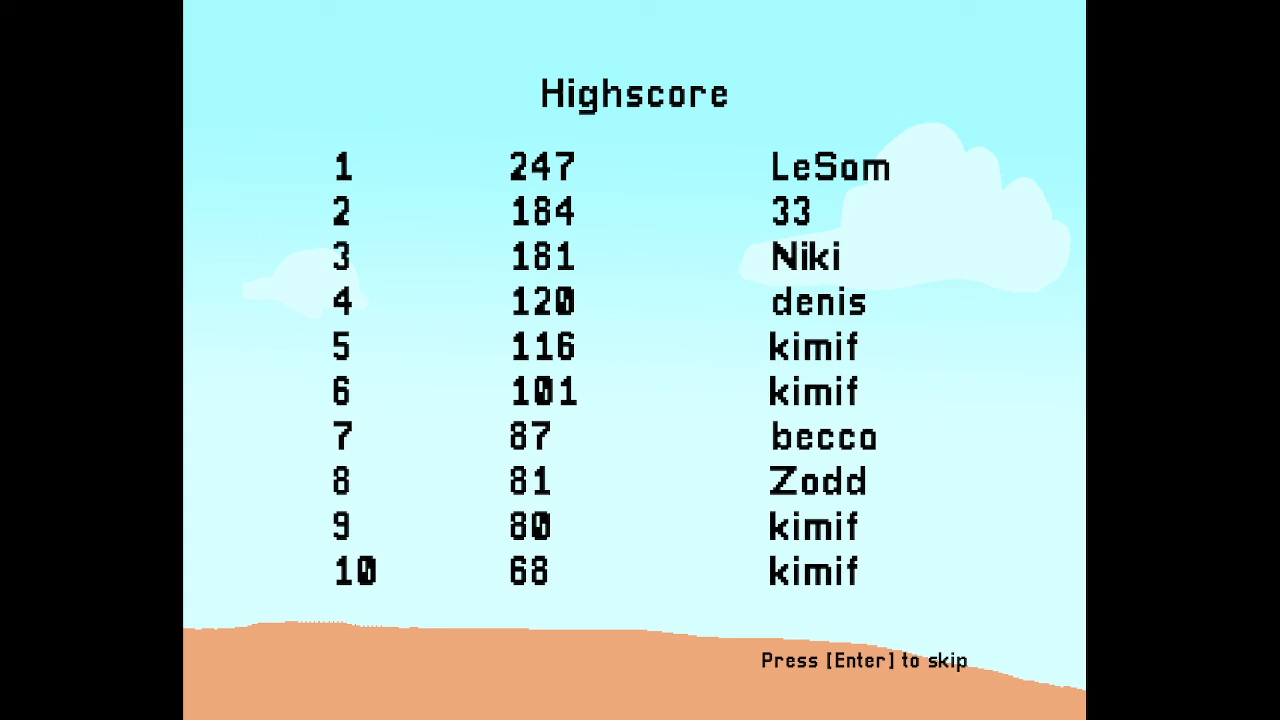 Highscore
1 247 LeSam
2 184 33
3 181 Niki
4 120 denis
5 116 kimif
6 101 kimif
7 87 becca
8 81 Zodd
9 80 kimif
10 68 kimif
Press [Enter] to skip